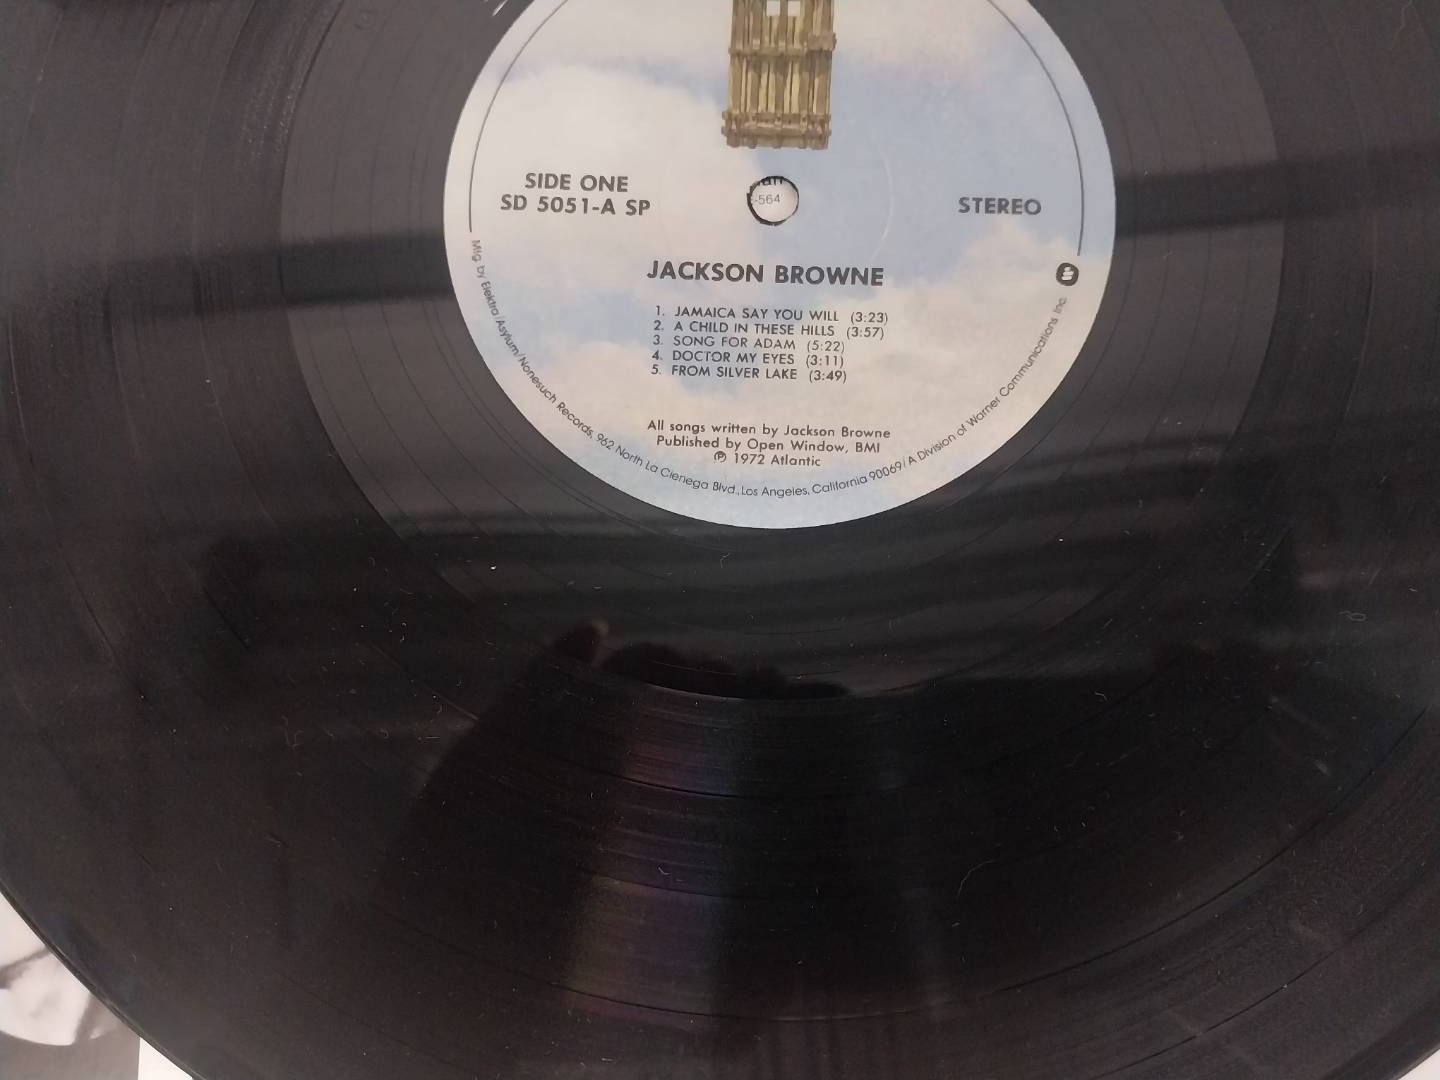 SIDE ONE
SD 5051-A SP
STEREO
-564
JACKSON BROWNE
1. JAMAICA SAY YOU WILL (3:23)
2. A CHILD IN THESE HILLS (3:57)
3. SONG FOR ADAM (5:22)
4. DOCTOR MY EYES (3:11)
5. FROM SILVER LAKE (3:49)
All songs written by Jackson Browne
Published by Open Window, BMI
℗ 1972 Atlantic
Mfg. by Elektra/Asylum/Nonesuch Records, 962 North La Cienega Blvd., Los Angeles, California 90069/A Division of Warner Communications Inc.